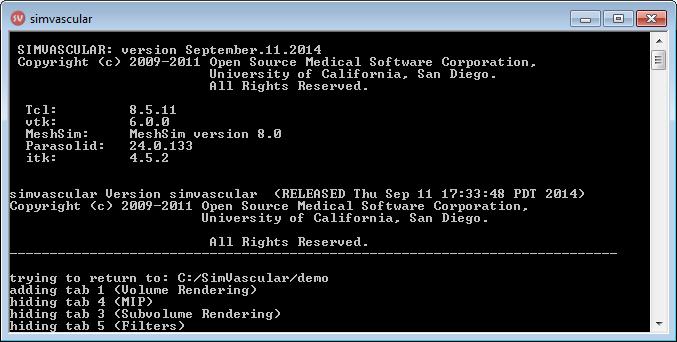 SV simvascular
SIMVASCULAR: version September.11.2014
Copyright (c) 2009-2011 Open Source Medical Software Corporation,
University of California, San Diego.
All Rights Reserved.
Tcl: 8.5.11
vtk: 6.0.0
MeshSim: MeshSim version 8.0
Parasolid: 24.0.133
itk: 4.5.2
simvascular Version simvascular (RELEASED Thu Sep 11 17:33:48 PDT 2014)
Copyright (c) 2009-2011 Open Source Medical Software Corporation,
University of California, San Diego.
All Rights Reserved.
trying to return to: C:/SimVascular/demo
adding tab 1 (Volume Rendering)
hiding tab 4 (MIP)
hiding tab 3 (Subvolume Rendering)
hiding tab 5 (Filters)